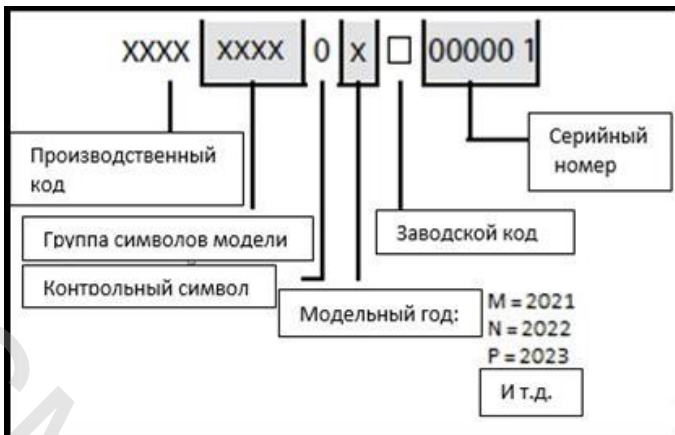 XXXX XXXX 0 x □ 00000 1
Производственный
код
Серийный
номер
Группа символов модели
Заводской код
Контрольный символ
Модельный год:
M = 2021
N = 2022
P = 2023
И т.д.